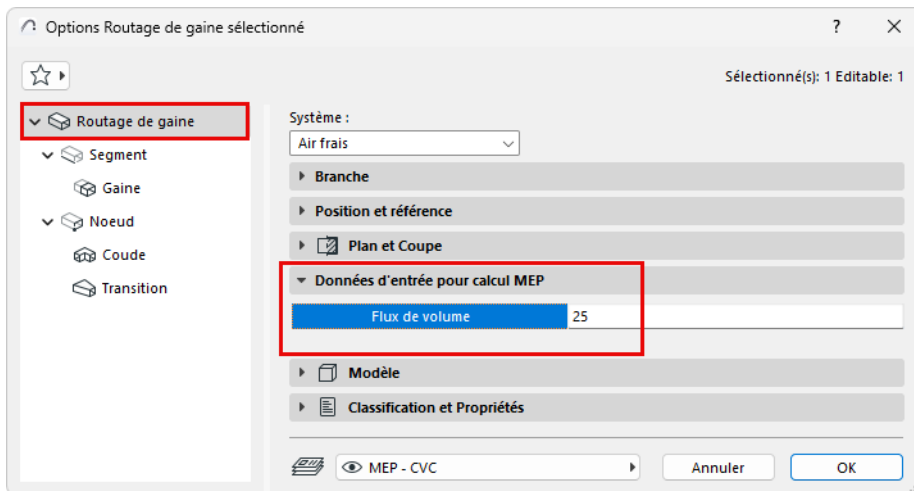 Options Routage de gaine sélectionné
?
Sélectionné(s): 1 Editable: 1
Routage de gaine
Segment
Gaine
Noeud
Coude
Transition
Système :
Air frais
Branche
Position et référence
Plan et Coupe
Données d'entrée pour calcul MEP
Flux de volume 25
Modèle
Classification et Propriétés
MEP - CVC
Annuler
OK